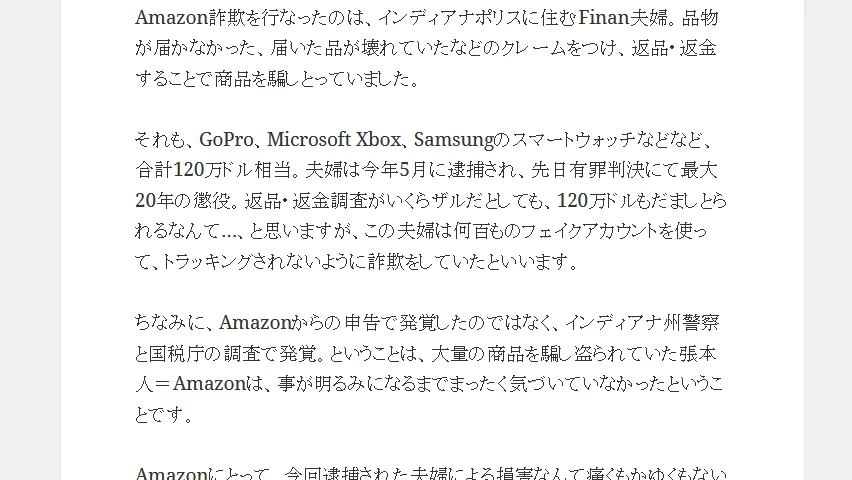 Amazon詐欺を行なったのは、インディアナポリスに住むFinan夫婦。品物
が届かなかった、届いた品が壊れていたなどのクレームをつけ、返品・返金
することで商品を騙しとっていました。
それも、GoPro、Microsoft Xbox、Samsungのスマートウォッチなどなど、
合計120万ドル相当。夫婦は今年5月に逮捕され、先日有罪判決にて最大
20年の懲役。返品・返金調査がいくらザルだとしても、120万ドルもだましとら
れるなんて…、と思いますが、この夫婦は何百ものフェイクアカウントを使っ
て、トラッキングされないように詐欺をしていたといいます。
ちなみに、Amazonからの申告で発覚したのではなく、インディアナ州警察
と国税庁の調査で発覚。ということは、大量の商品を騙し盗られていた張本
人＝Amazonは、事が明るみになるまでまったく気づいていなかったというこ
とです。
Amazonにとって、今回逮捕された夫婦による損害なんて痛くもかゆくもない